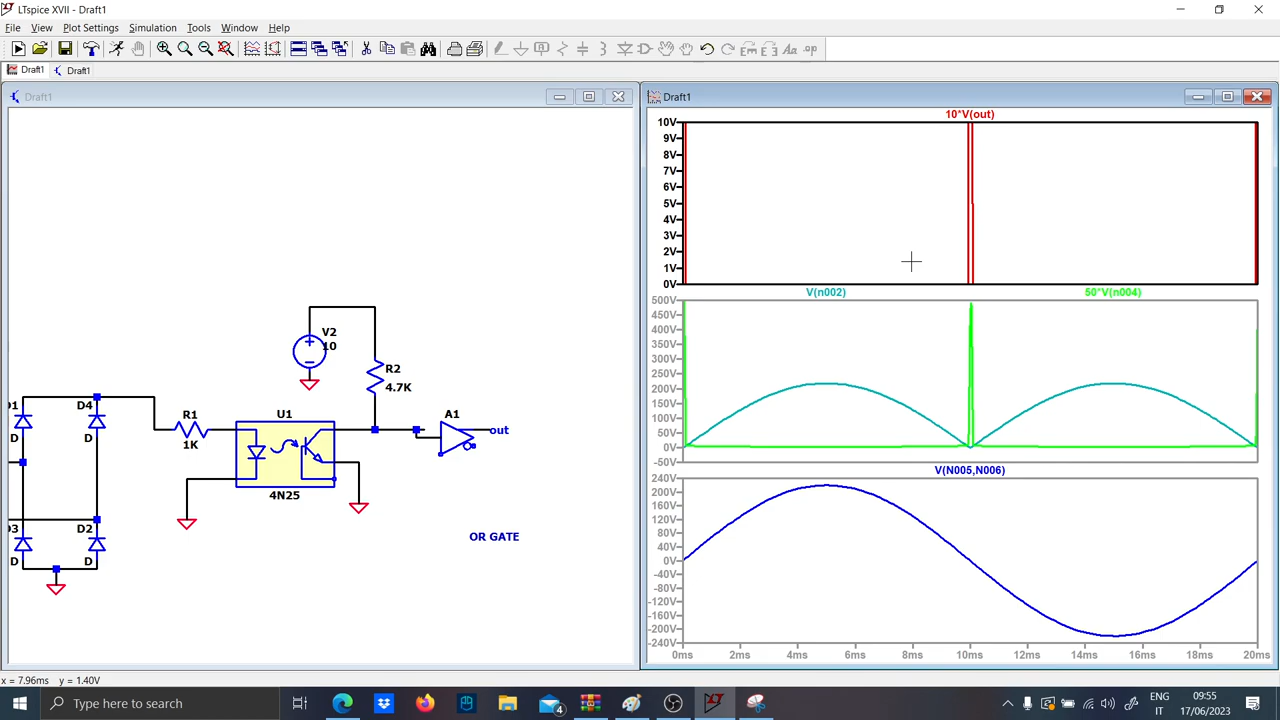 LTspice XVII - Draft1
File View Plot Settings Simulation Tools Window Help
Draft1 Draft1
Draft1
Draft1
V2
10
R2
4.7K
D1
D4
D
D
R1
1K
U1
4N25
A1
out
D3
D2
D
D
OR GATE
10*V(out)
10V
9V
8V
7V
6V
5V
4V
3V
2V
1V
0V
V(n002) 50*V(n004)
500V
450V
400V
350V
300V
250V
200V
150V
100V
50V
0V
-50V
V(N005,N006)
240V
200V
160V
120V
80V
40V
0V
-40V
-80V
-120V
-160V
-200V
-240V
0ms 2ms 4ms 6ms 8ms 10ms 12ms 14ms 16ms 18ms 20ms
x = 7.96ms y = 1.40V
Type here to search
4
ENG
IT
09:55
17/06/2023